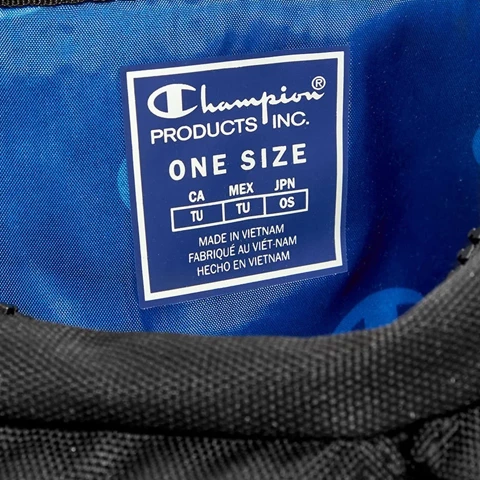 Champion®
PRODUCTS INC.
ONE SIZE
CA MEX JPN
TU TU OS
MADE IN VIETNAM
FABRIQUÉ AU VIÊT-NAM
HECHO EN VIETNAM